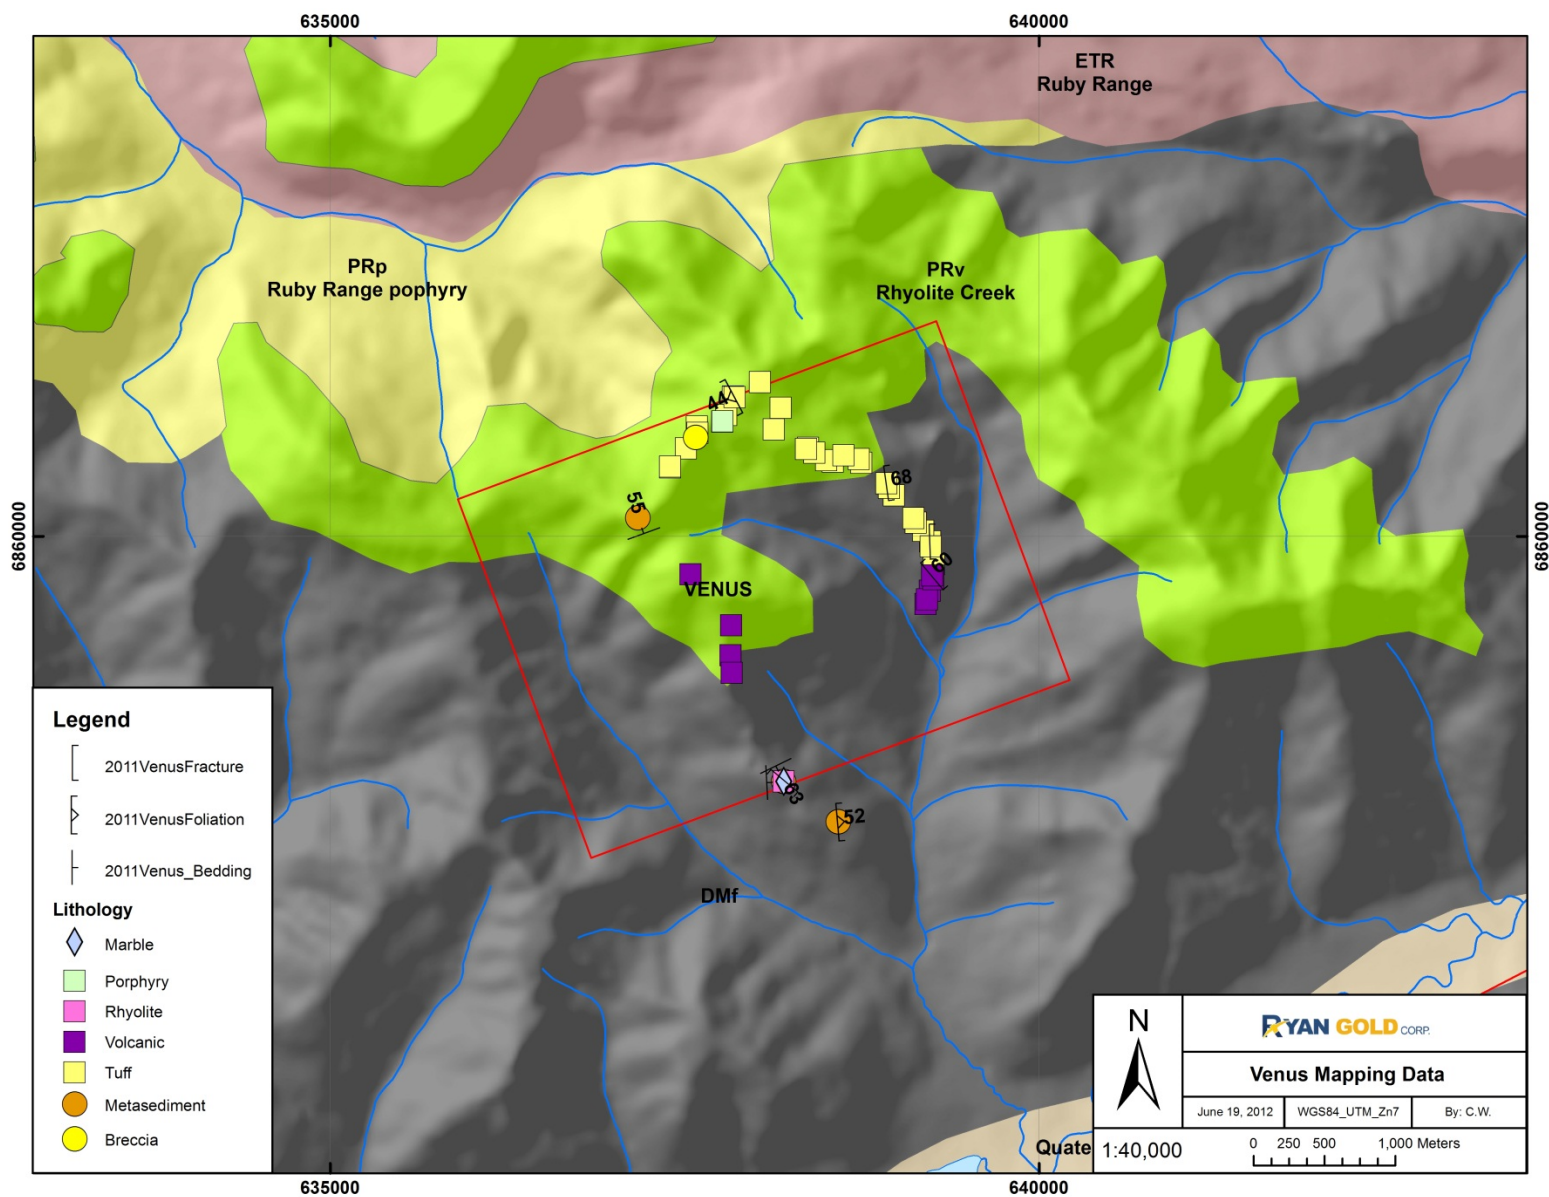 635000
640000
ETR
Ruby Range
PRp
Ruby Range pophyry
PRv
Rhyolite Creek
44
68
55
6860000
6860000
60
VENUS
Legend
2011VenusFracture
2011VenusFoliation
2011Venus_Bedding
Lithology
Marble
Porphyry
Rhyolite
Volcanic
Tuff
Metasediment
Breccia
52
DMf
Quate
N
RYAN GOLD CORP.
Venus Mapping Data
June 19, 2012
WGS84_UTM_Zn7
By: C.W.
1:40,000
0 250 500 1,000 Meters
635000
640000